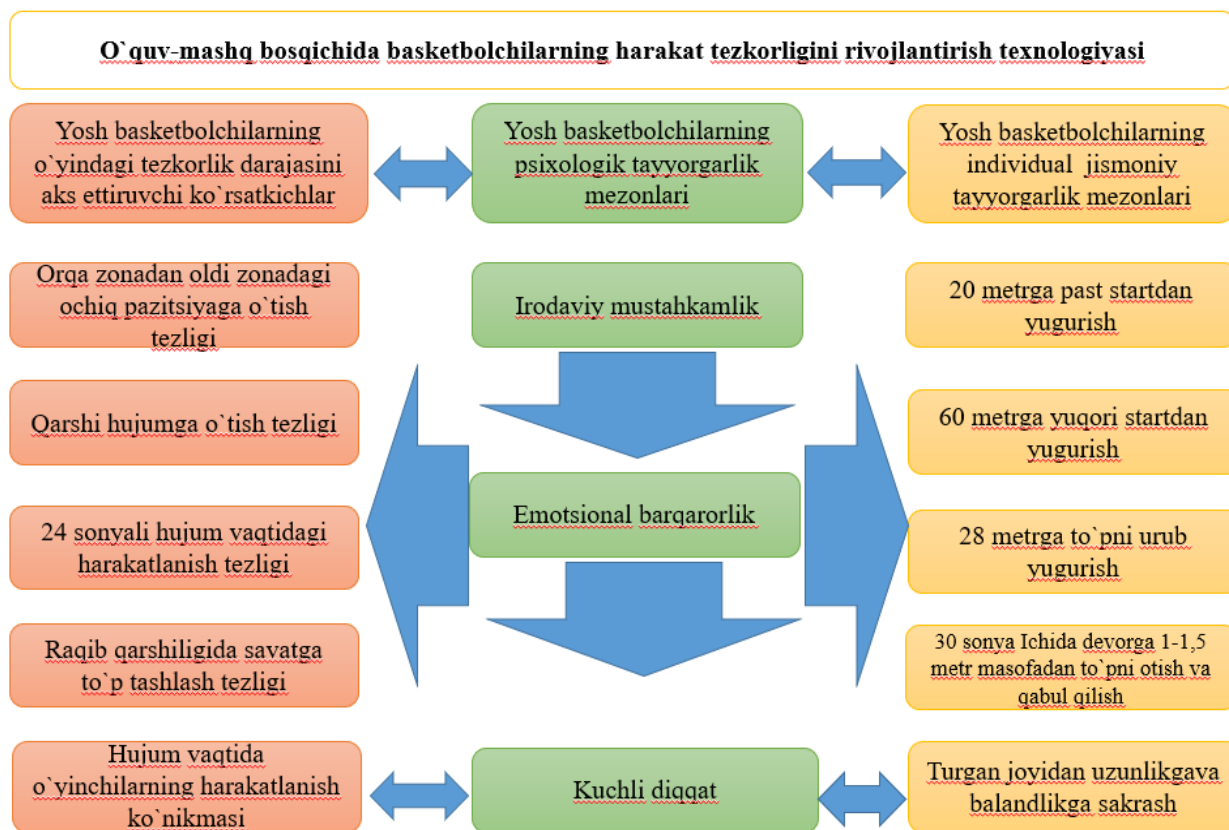 O`quv-mashq bosqichida basketbolchilarning harakat tezkorligini rivojlantirish texnologiyasi
Yosh basketbolchilarning
o`yindagi tezkorlik darajasini
aks ettiruvchi ko`rsatkichlar
Yosh basketbolchilarning
psixologik tayyorgarlik
mezonlari
Yosh basketbolchilarning
individual jismoniy
tayyorgarlik mezonlari
Orqa zonadan oldi zonadagi
ochiq pazitsiyaga o`tish
tezligi
Irodaviy mustahkamlik
20 metrga past startdan
yugurish
Qarshi hujumga o`tish tezligi
60 metrga yuqori startdan
yugurish
24 sonyali hujum vaqtidagi
harakatlanish tezligi
Emotsional barqarorlik
28 metrga to`pni urub
yugurish
Raqib qarshiligida savatga
to`p tashlash tezligi
30 sonya Ichida devorga 1-1,5
metr masofadan to`pni otish va
qabul qilish
Hujum vaqtida
o`yinchilarning harakatlanish
ko`nikmasi
Kuchli diqqat
Turgan joyidan uzunlikgava
balandlikga sakrash